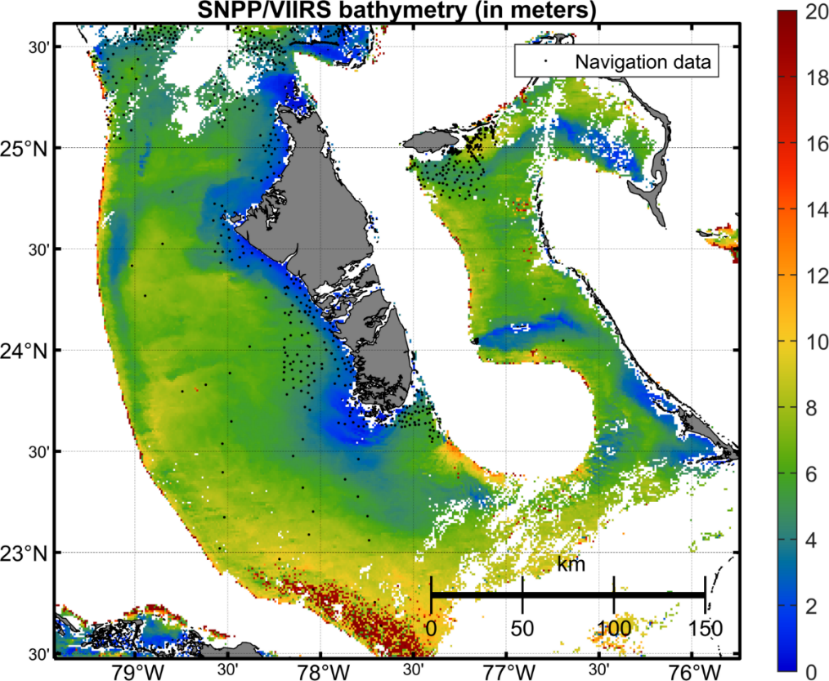 SNPP/VIIRS bathymetry (in meters)
20
30'
Navigation data
18
16
25°N
14
30'
12
24°N
10
8
30'
6
23°N
4
km
2
0 50 100 150
30'
0
79°W 30' 78°W 30' 77°W 30' 76°W